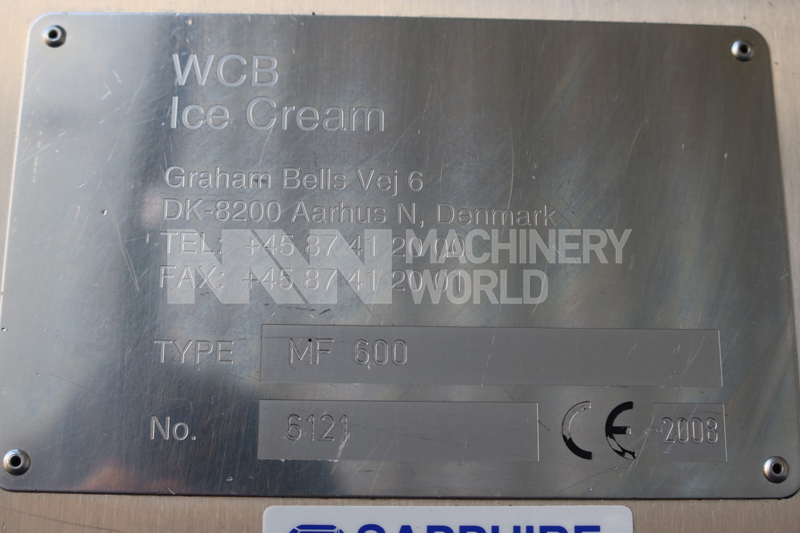 WCB
Ice Cream
Graham Bells Vej 6
DK-8200 Aarhus N, Denmark
TEL: +45 87 41 20 00
FAX: +45 87 41 20 01
MACHINERY
WORLD
TYPE MF 600
No. 6121 CE 2008
SAPPHIRE